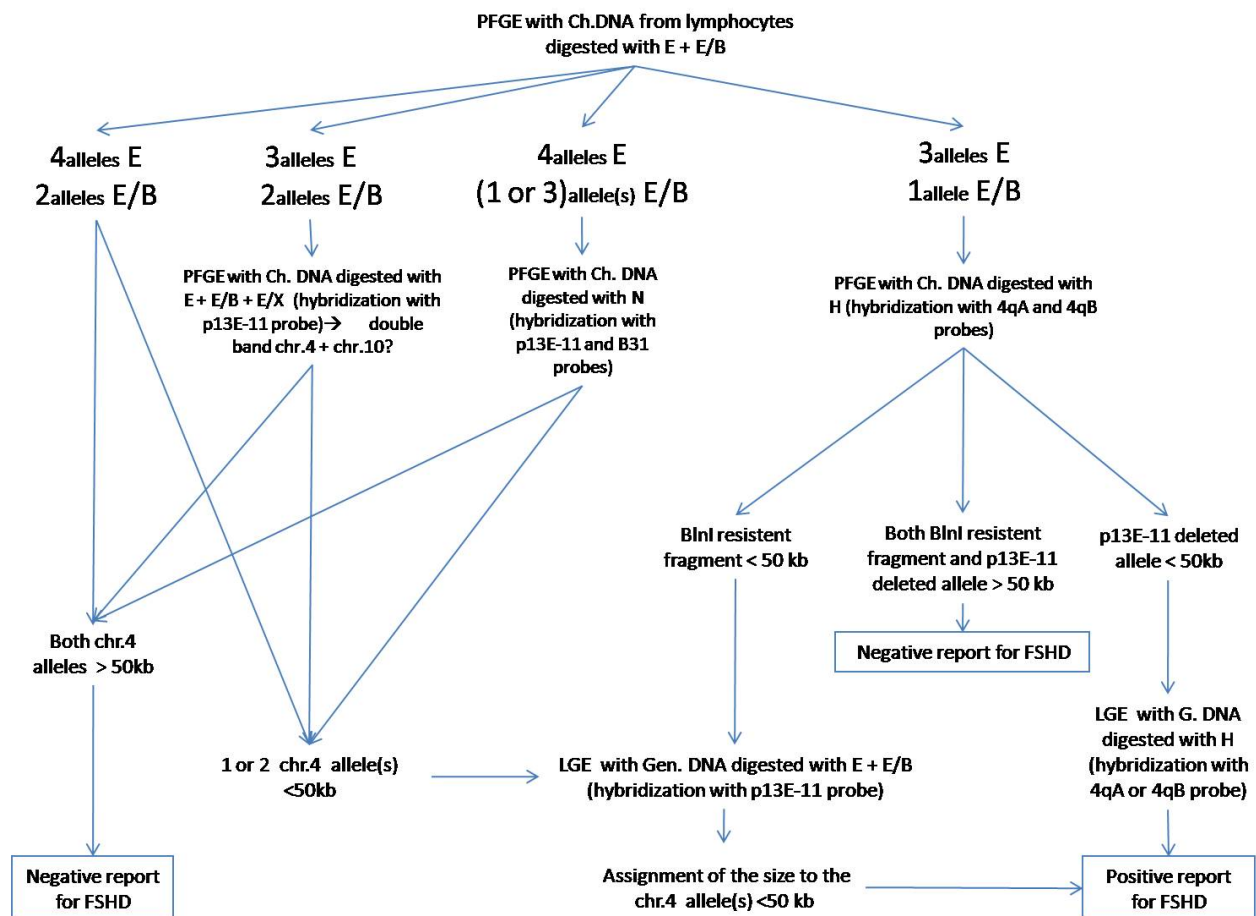 PFGE with Ch.DNA from lymphocytes
digested with E + E/B
4alleles E
2alleles E/B
3alleles E
2alleles E/B
4alleles E
(1 or 3)allele(s) E/B
3alleles E
1allele E/B
PFGE with Ch. DNA digested with
E + E/B + E/X (hybridization with
p13E-11 probe)→ double
band chr.4 + chr.10?
PFGE with Ch. DNA
digested with N
(hybridization with
p13E-11 and B31
probes)
PFGE with Ch. DNA digested with
H (hybridization with 4qA and 4qB
probes)
BlnI resistent
fragment < 50 kb
Both BlnI resistent
fragment and p13E-11
deleted allele > 50 kb
p13E-11 deleted
allele < 50kb
Both chr.4
alleles > 50kb
Negative report for FSHD
1 or 2 chr.4 allele(s)
<50kb
LGE with Gen. DNA digested with E + E/B
(hybridization with p13E-11 probe)
LGE with G. DNA
digested with H
(hybridization with
4qA or 4qB probe)
Negative report
for FSHD
Assignment of the size to the
chr.4 allele(s) <50 kb
Positive report
for FSHD